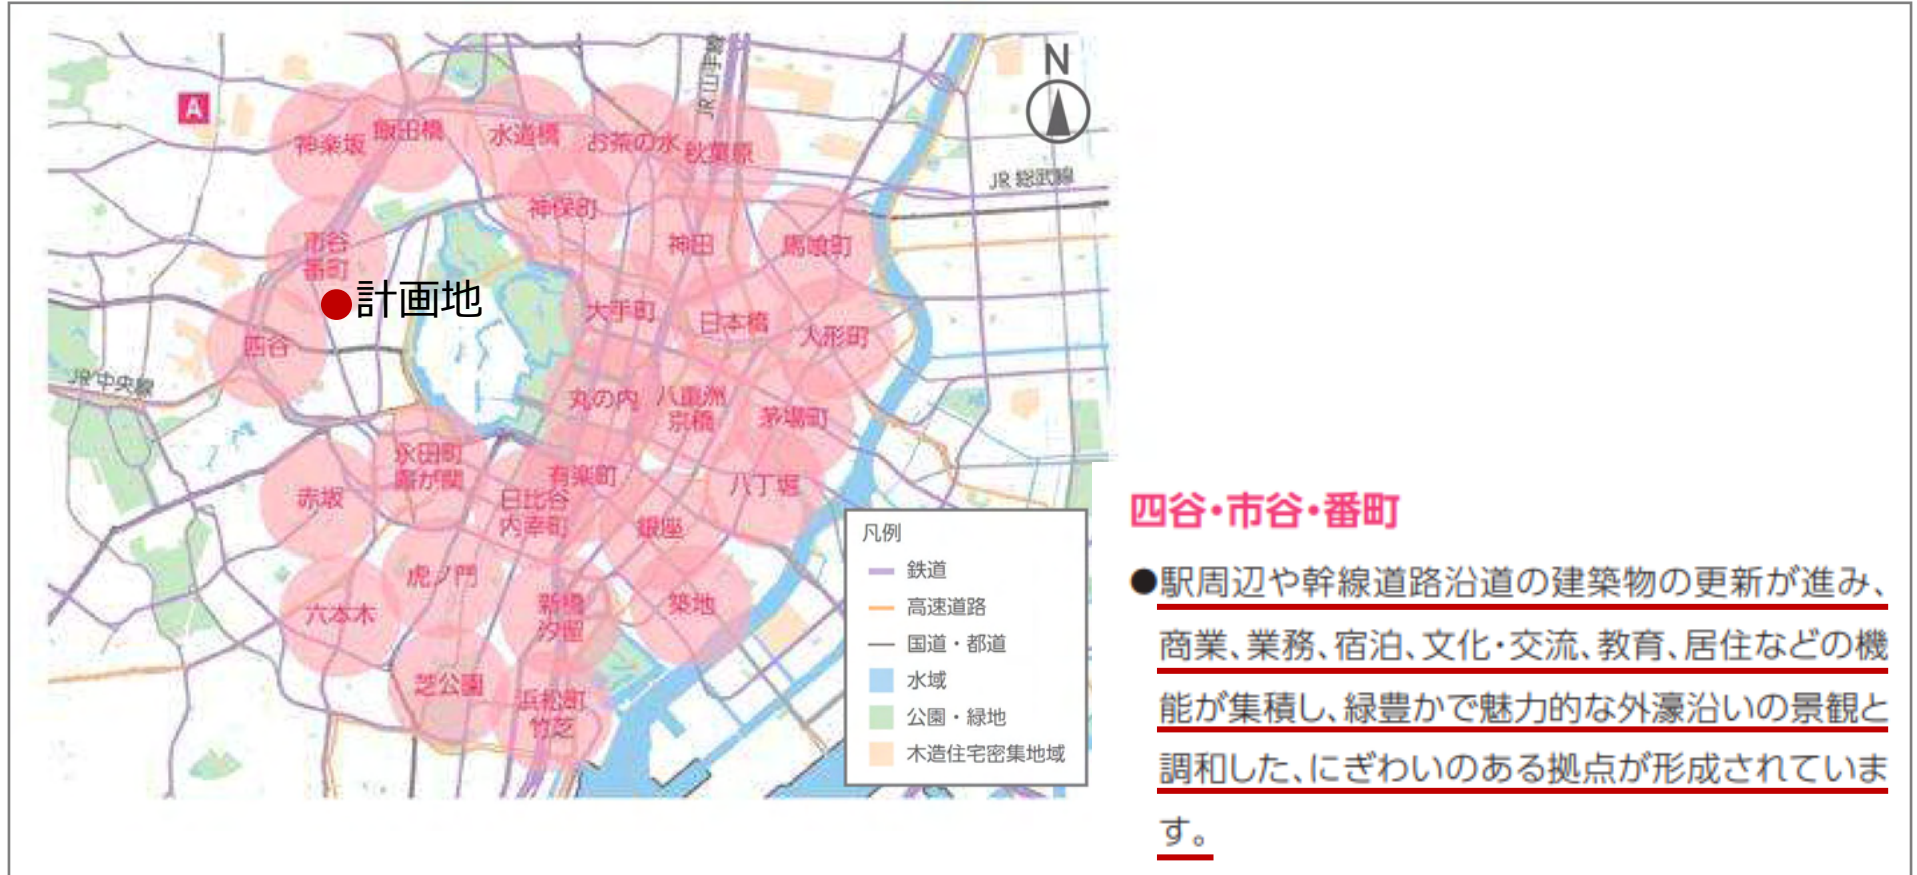 N
JR 山手線
A
神楽坂
飯田橋
水道橋
お茶の水
秋葉原
JR 総武線
神保町
市谷
番町
神田
馬喰町
計画地
大手町
日本橋
人形町
四谷
JR 中央線
丸の内
八重洲
京橋
茅場町
永田町
霞が関
有楽町
日比谷
内幸町
八丁堀
赤坂
銀座
虎ノ門
六本木
新橋
汐留
築地
芝公園
浜松町
竹芝
凡例
鉄道
高速道路
国道・都道
水域
公園・緑地
木造住宅密集地域
四谷・市谷・番町
●駅周辺や幹線道路沿道の建築物の更新が進み、
商業、業務、宿泊、文化・交流、教育、居住などの機
能が集積し、緑豊かで魅力的な外濠沿いの景観と
調和した、にぎわいのある拠点が形成されていま
す。